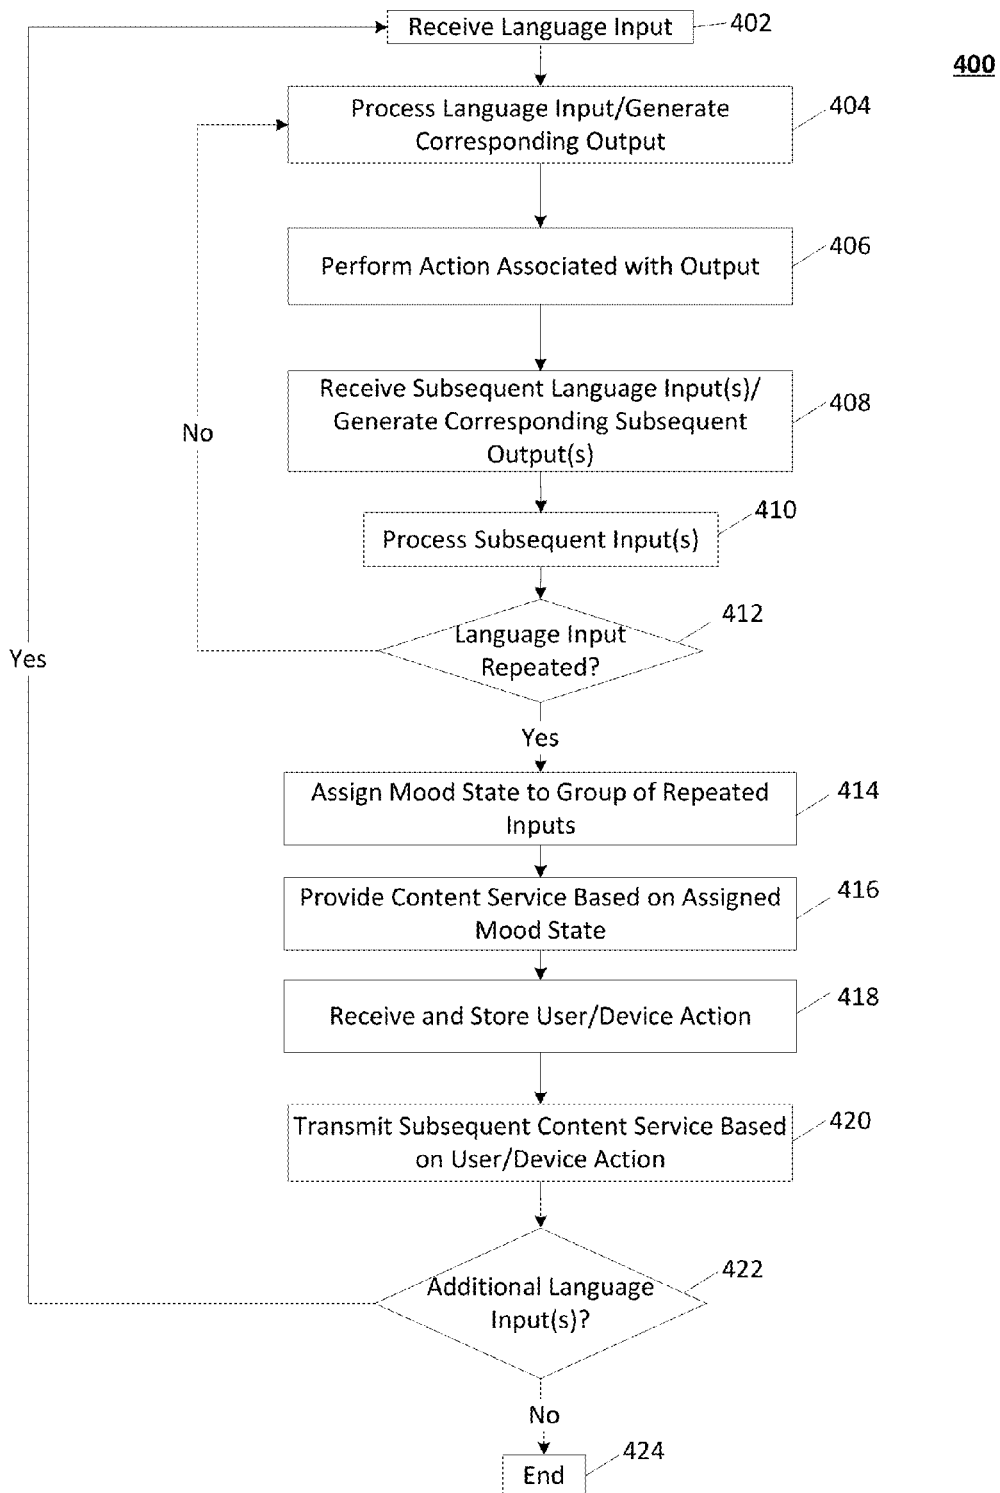 Receive Language Input
402
400
Process Language Input/Generate
Corresponding Output
404
Perform Action Associated with Output
406
Receive Subsequent Language Input(s)/
Generate Corresponding Subsequent
Output(s)
408
No
Process Subsequent Input(s)
410
Language Input
Repeated?
412
Yes
Yes
Assign Mood State to Group of Repeated
Inputs
414
Provide Content Service Based on Assigned
Mood State
416
Receive and Store User/Device Action
418
Transmit Subsequent Content Service Based
on User/Device Action
420
Additional Language
Input(s)?
422
No
End
424